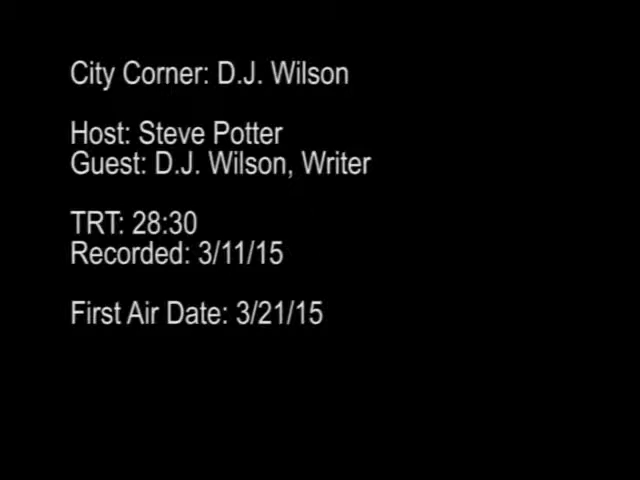 City Corner: D.J. Wilson
Host: Steve Potter
Guest: D.J. Wilson, Writer
TRT: 28:30
Recorded: 3/11/15
First Air Date: 3/21/15